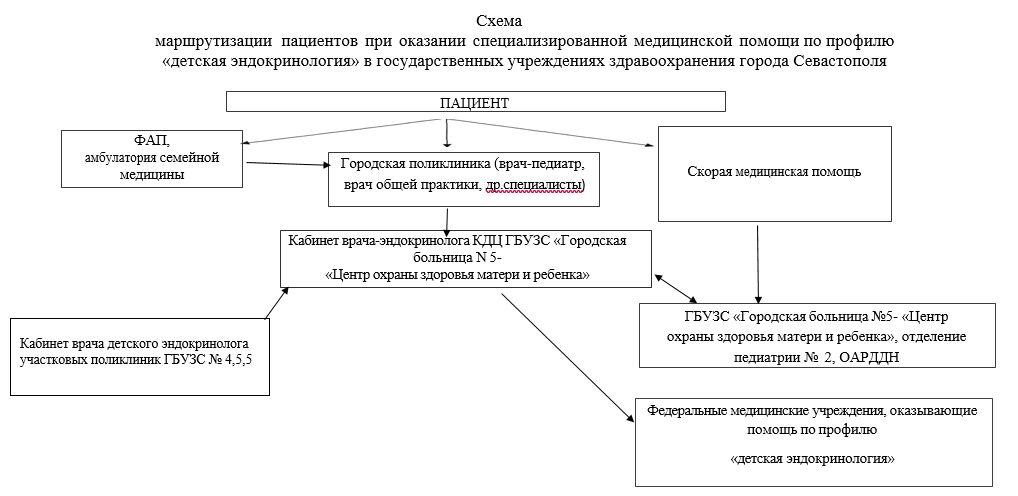 Схема
маршрутизации пациентов при оказании специализированной медицинской помощи по профилю
«детская эндокринология» в государственных учреждениях здравоохранения города Севастополя
ПАЦИЕНТ
ФАП,
амбулатория семейной
медицины
Городская поликлиника (врач-педиатр,
врач общей практики, др.специалисты)
Скорая медицинская помощь
Кабинет врача-эндокринолога КДЦ ГБУЗС «Городская
больница N 5-
«Центр охраны здоровья матери и ребенка»
ГБУЗС «Городская больница №5- «Центр
охраны здоровья матери и ребенка», отделение
педиатрии № 2, ОАРДДН
Кабинет врача детского эндокринолога
участковых поликлиник ГБУЗС № 4,5,5
Федеральные медицинские учреждения, оказывающие
помощь по профилю
«детская эндокринология»